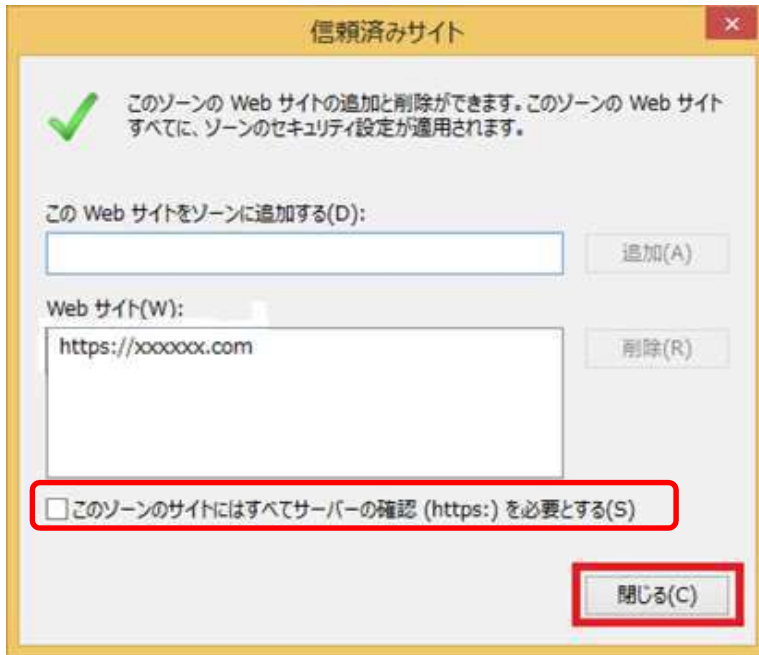 信頼済みサイト
このゾーンの Web サイトの追加と削除ができます。このゾーンの Web サイト
すべてに、ゾーンのセキュリティ設定が適用されます。
この Web サイトをゾーンに追加する(D):
追加(A)
Web サイト(W):
https://xxxxxx.com
削除(R)
このゾーンのサイトにはすべてサーバーの確認 (https:) を必要とする(S)
閉じる(C)